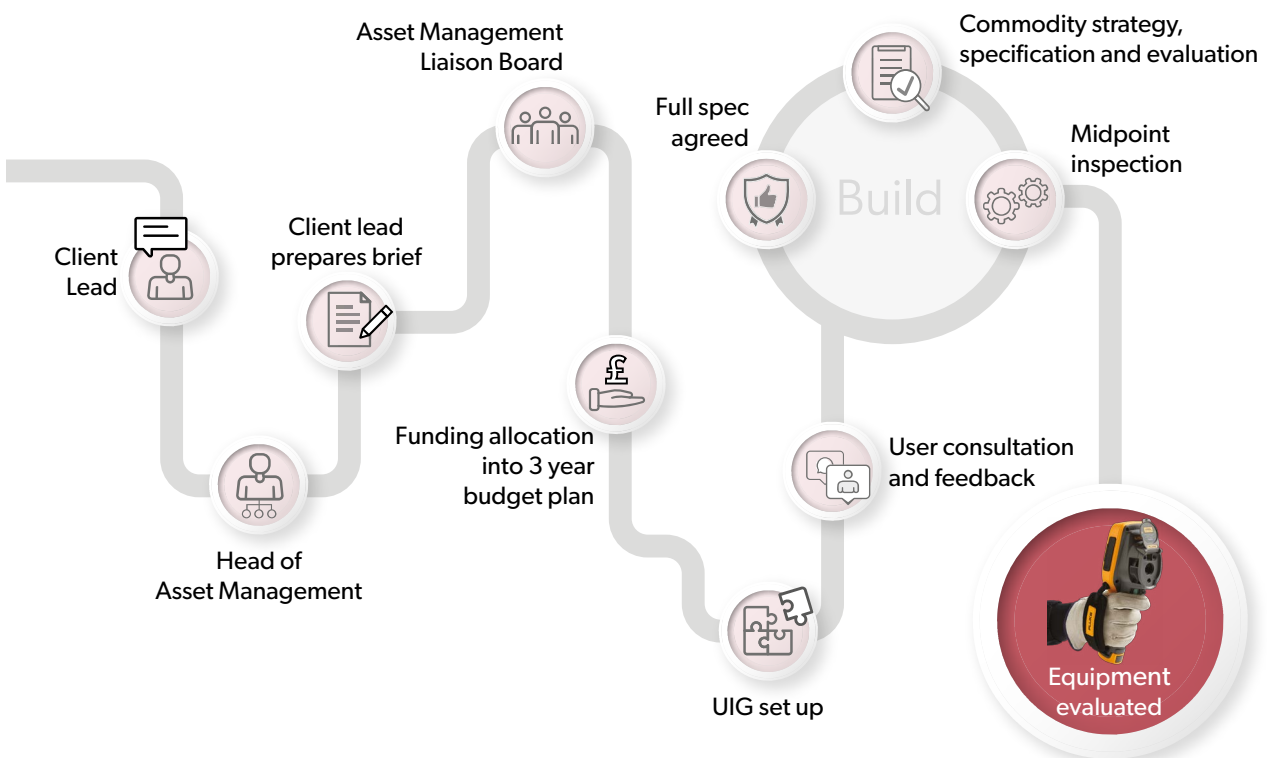 Client
Lead
Head of
Asset Management
Client lead
prepares brief
Asset Management
Liaison Board
Funding allocation
into 3 year
budget plan
UIG set up
User consultation
and feedback
Build
Full spec
agreed
Commodity strategy,
specification and evaluation
Midpoint
inspection
Equipment
evaluated